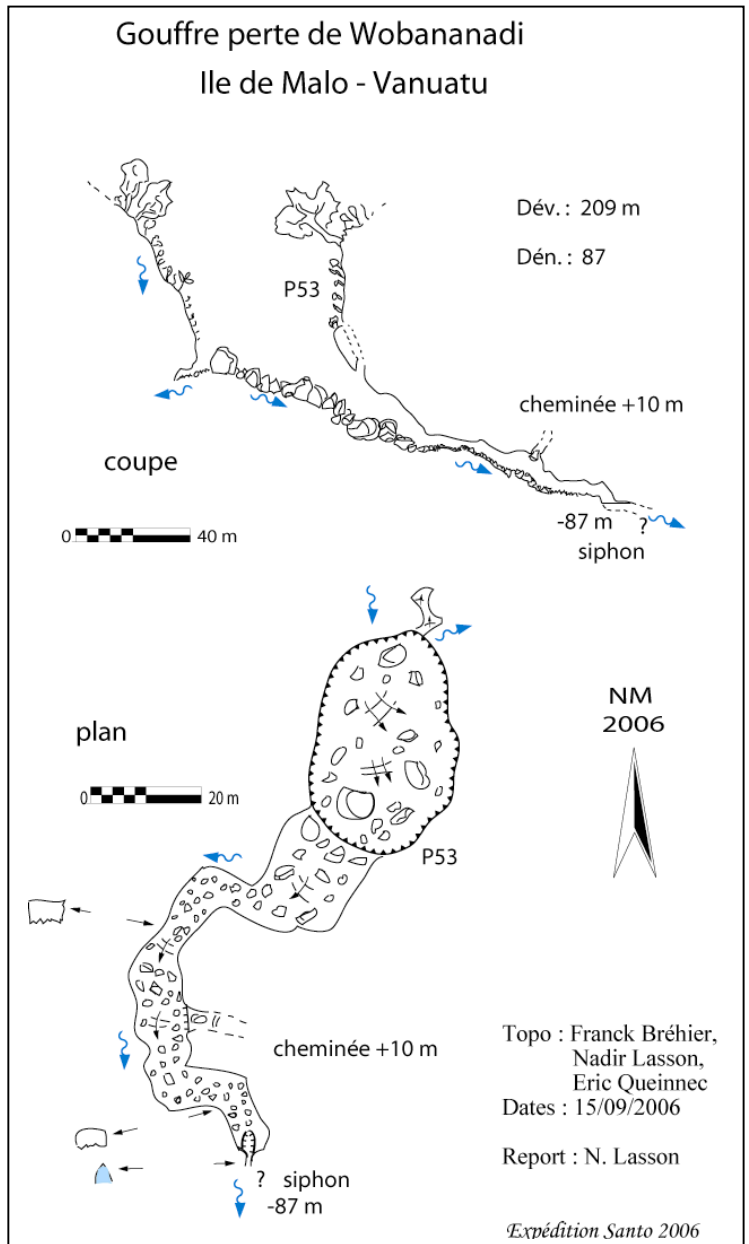 Gouffre perte de Wobananadi
Ile de Malo - Vanuatu
Dév. : 209 m
Dén. : 87
P53
cheminée +10 m
coupe
-87 m
?
siphon
0
40 m
NM
2006
plan
0
20 m
P53
cheminée +10 m
Topo : Franck Bréhier,
Nadir Lasson,
Eric Queinnec
Dates : 15/09/2006
Report : N. Lasson
? siphon
-87 m
Expédition Santo 2006